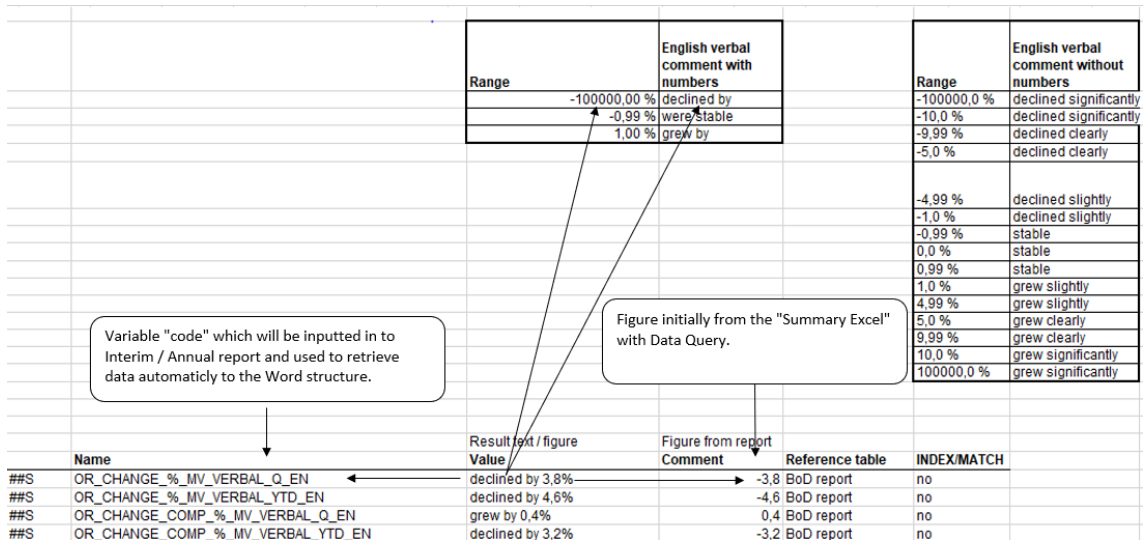 English verbal
comment with
Range numbers
-100000,00 % declined by
-0,99 % were stable
1,00 % grew by
English verbal
comment without
Range numbers
-100000,0 % declined significantly
-10,0 % declined significantly
-9,99 % declined clearly
-5,0 % declined clearly
-4,99 % declined slightly
-1,0 % declined slightly
-0,99 % stable
0,0 % stable
0,99 % stable
1,0 % grew slightly
4,99 % grew slightly
5,0 % grew clearly
9,99 % grew clearly
10,0 % grew significantly
100000,0 % grew significantly
Variable "code" which will be inputted in to
Interim / Annual report and used to retrieve
data automaticly to the Word structure.
Figure initially from the "Summary Excel"
with Data Query.
Result text / figure Figure from report
Name Value Comment Reference table INDEX/MATCH
##S OR_CHANGE_%_MV_VERBAL_Q_EN declined by 3,8% -3,8 BoD report no
##S OR_CHANGE_%_MV_VERBAL_YTD_EN declined by 4,6% -4,6 BoD report no
##S OR_CHANGE_COMP_%_MV_VERBAL_Q_EN grew by 0,4% 0,4 BoD report no
##S OR_CHANGE_COMP_%_MV_VERBAL_YTD_EN declined by 3,2% -3,2 BoD report no